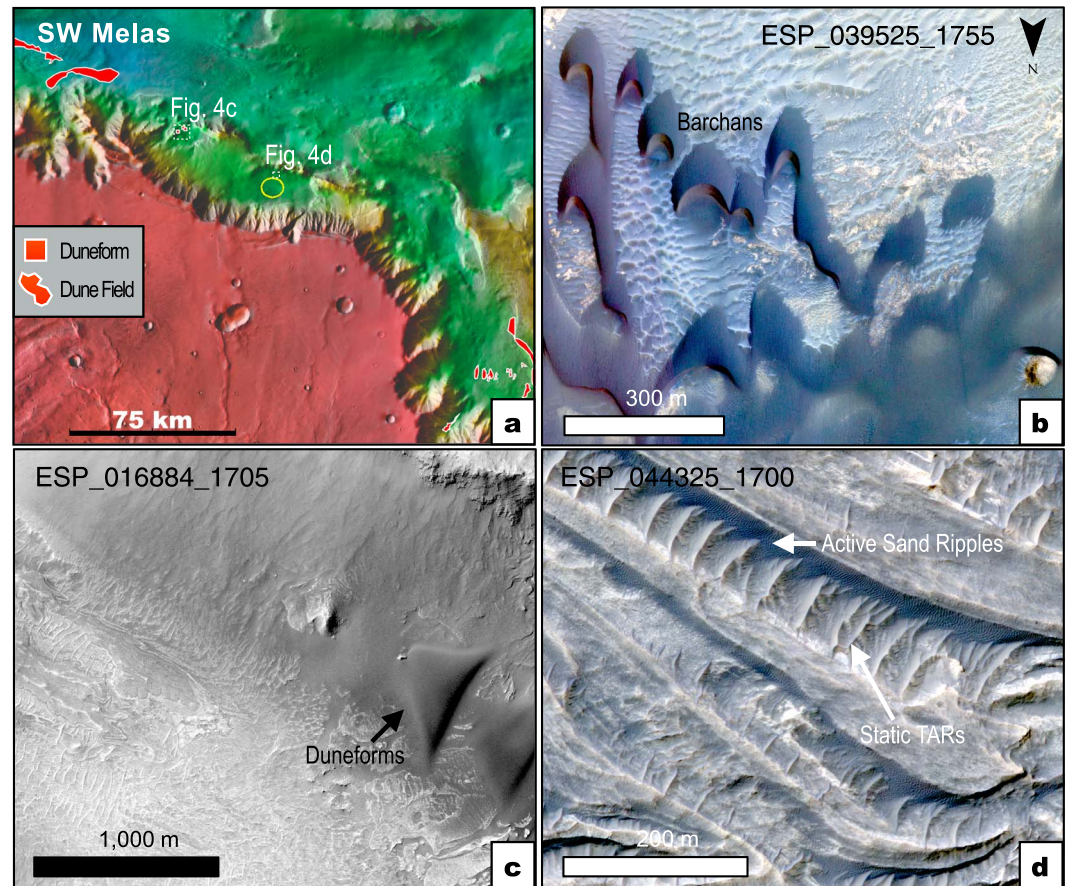 SW Melas
Fig. 4c
Fig. 4d
Duneform
Dune Field
75 km
a
ESP_039525_1755
N
Barchans
300 m
b
ESP_016884_1705
Duneforms
1,000 m
c
ESP_044325_1700
Active Sand Ripples
Static TARs
200 m
d